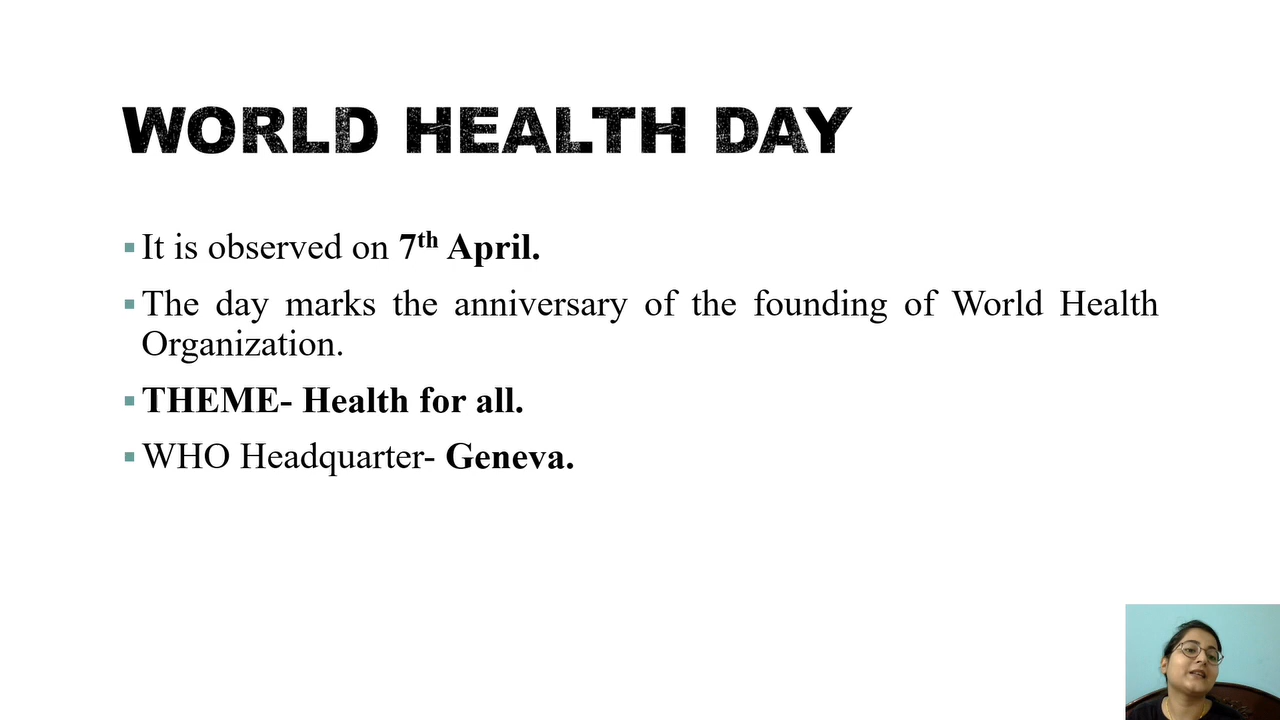 WORLD HEALTH DAY
▪ It is observed on 7th April.
▪ The day marks the anniversary of the founding of World Health
Organization.
▪ THEME- Health for all.
▪ WHO Headquarter- Geneva.